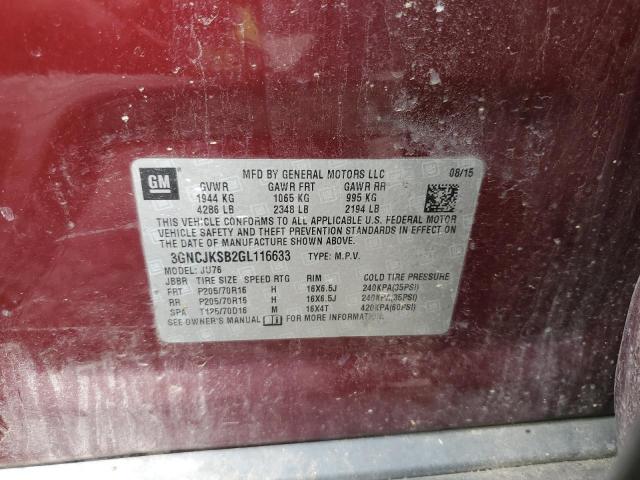 GM MFD BY GENERAL MOTORS LLC 08/15
GVWR GAWR FRT GAWR RR
1944 KG 1065 KG 995 KG
4286 LB 2348 LB 2194 LB
THIS VEHICLE CONFORMS TO ALL APPLICABLE U.S. FEDERAL MOTOR
VEHICLE SAFETY AND THEFT PREVENTION STANDARDS IN
EFFECT ON THE DATE OF MANUFACTURE SHOWN ABOVE.
3GNCJKSB2GL116633 TYPE: M.P.V.
MODEL: JU76
JBBR TIRE SIZE SPEED RTG RIM COLD TIRE PRESSURE
FRT P205/70R16 H 16X6.5J 240KPA(35PSI)
RR P205/70R16 H 16X6.5J 240KPA(35PSI)
SPA T125/70D16 M 16X4T 420KPA(60PSI)
SEE OWNER'S MANUAL FOR MORE INFORMATION.